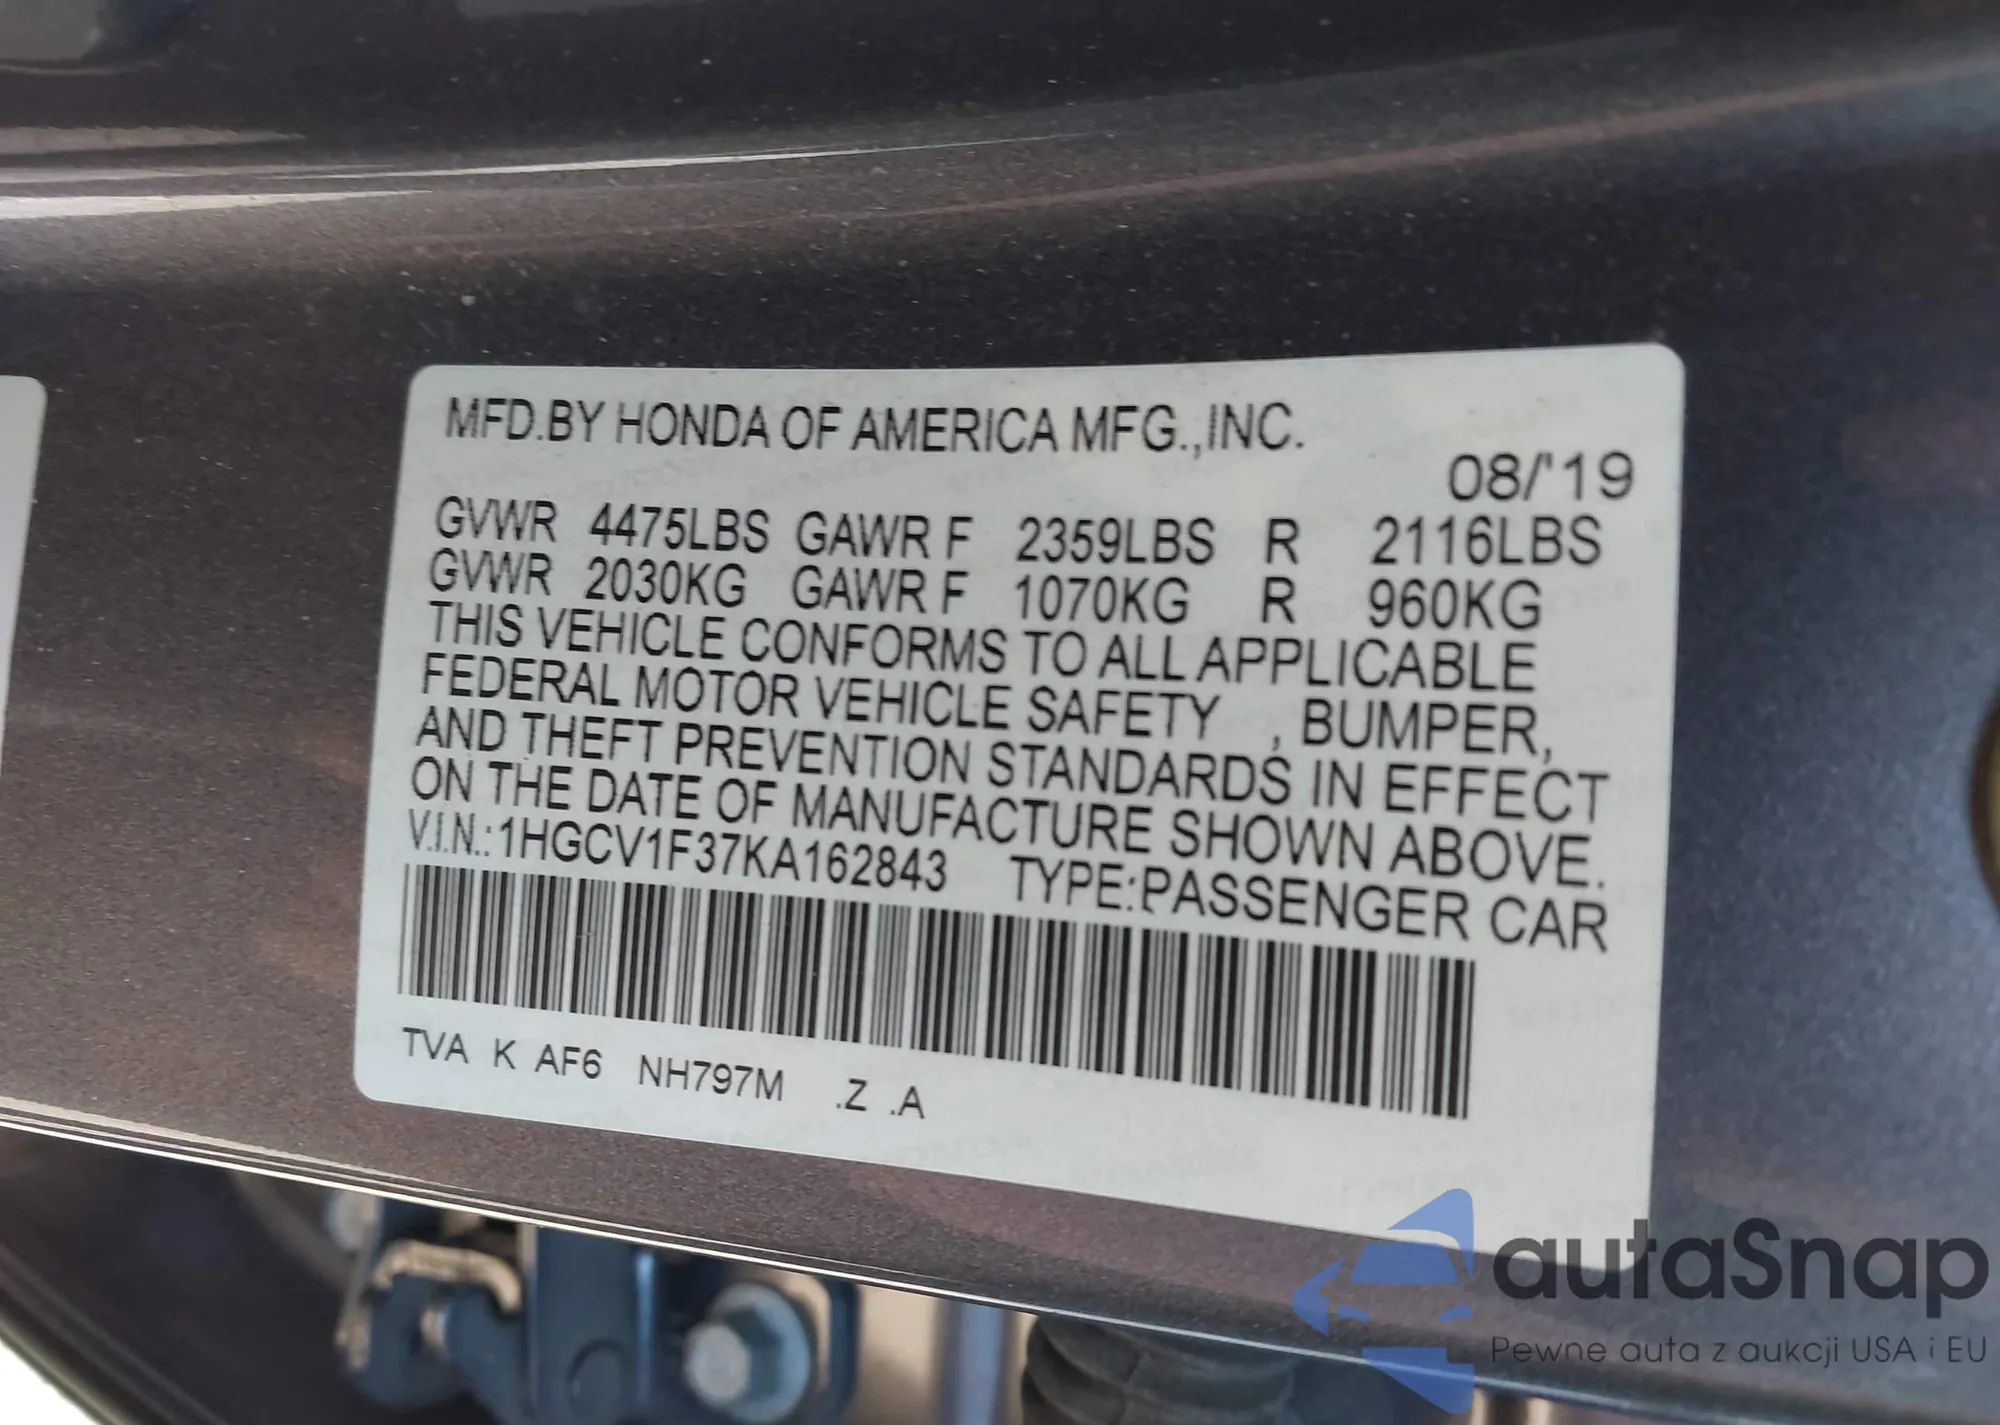 MFD.BY HONDA OF AMERICA MFG.,INC.
08/'19
GVWR 4475LBS GAWR F 2359LBS R 2116LBS
GVWR 2030KG GAWR F 1070KG R 960KG
THIS VEHICLE CONFORMS TO ALL APPLICABLE
FEDERAL MOTOR VEHICLE SAFETY , BUMPER,
AND THEFT PREVENTION STANDARDS IN EFFECT
ON THE DATE OF MANUFACTURE SHOWN ABOVE.
V.I.N.:1HGCV1F37KA162843 TYPE:PASSENGER CAR
TVA K AF6 NH797M .Z .A
autaSnap
Pewne auta z aukcji USA i EU